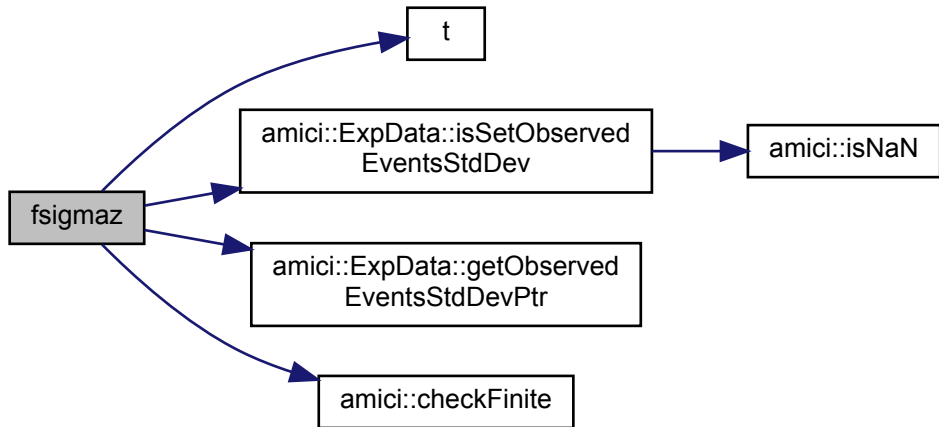 t
amici::ExpData::isSetObserved
EventsStdDev
amici::isNaN
fsigmaz
amici::ExpData::getObserved
EventsStdDevPtr
amici::checkFinite